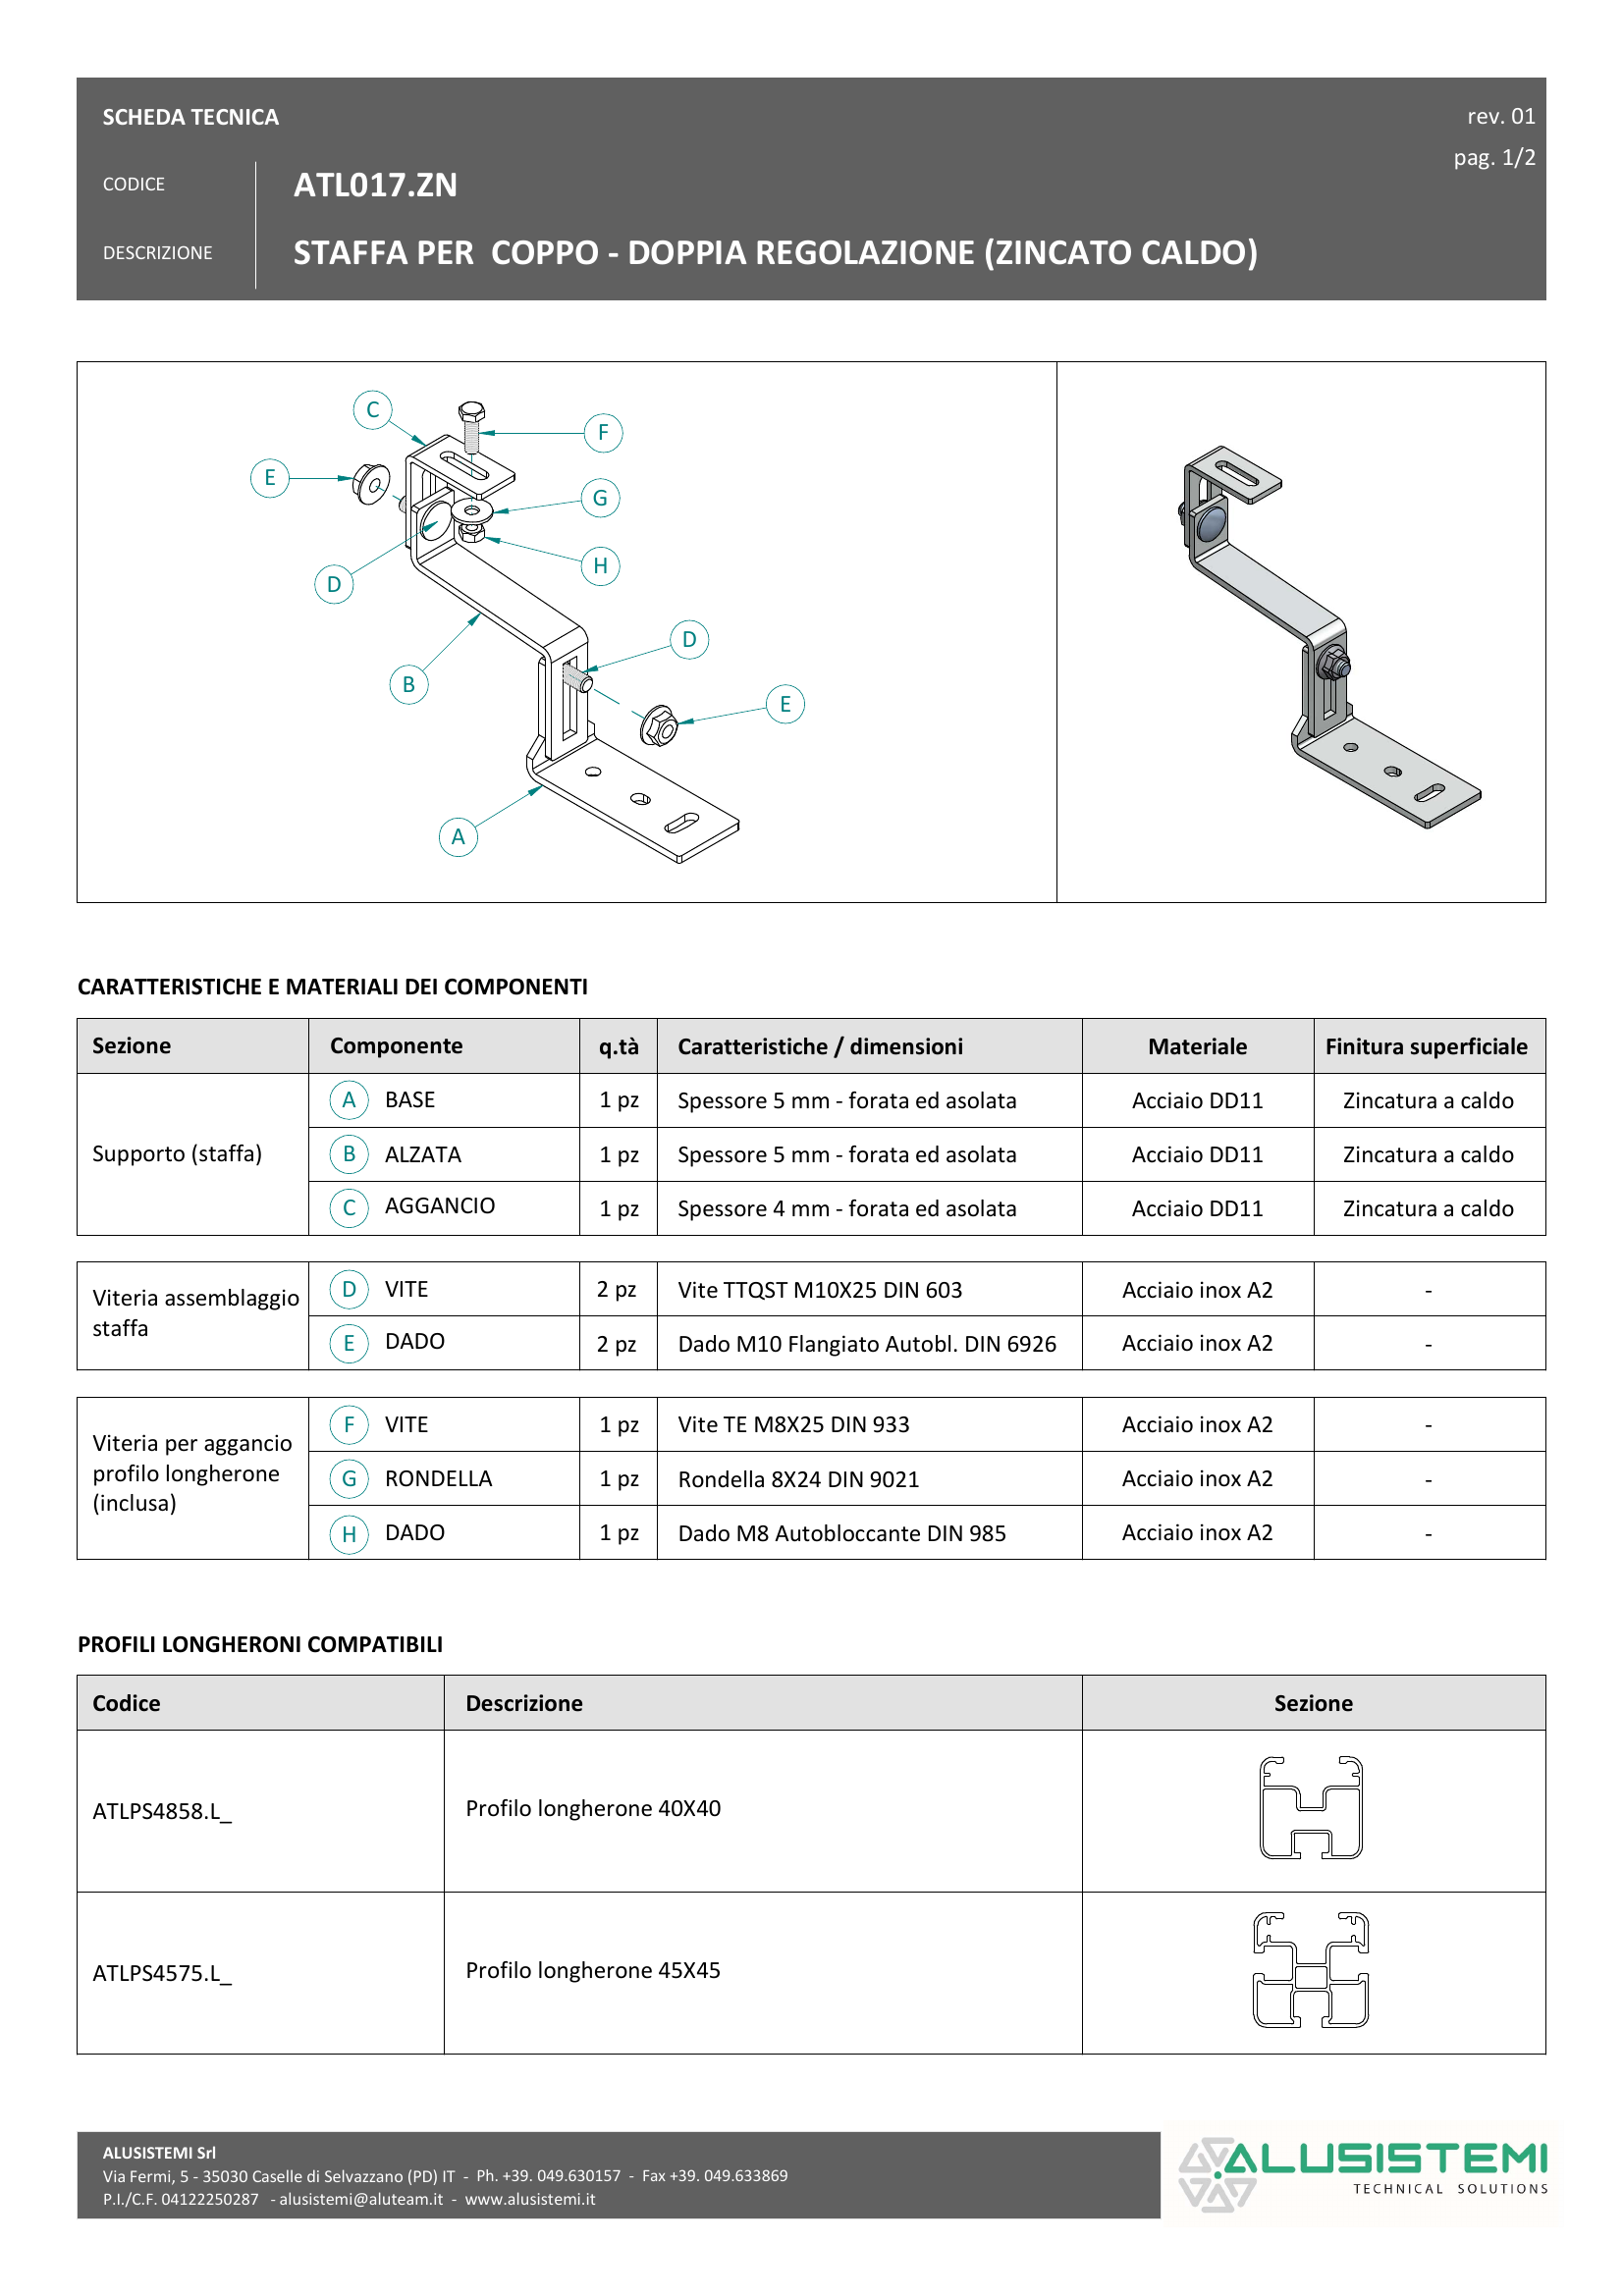 SCHEDA TECNICA
rev. 01
pag. 1/2
CODICE
ATL017.ZN
DESCRIZIONE
STAFFA PER  COPPO - DOPPIA REGOLAZIONE (ZINCATO CALDO)
C
F
E
G
H
D
D
B
E
A
CARATTERISTICHE E MATERIALI DEI COMPONENTI
Sezione Componente q.tà Caratteristiche / dimensioni Materiale Finitura superficiale
Supporto (staffa)
A BASE 1 pz Spessore 5 mm - forata ed asolata Acciaio DD11 Zincatura a caldo
B ALZATA 1 pz Spessore 5 mm - forata ed asolata Acciaio DD11 Zincatura a caldo
C AGGANCIO 1 pz Spessore 4 mm - forata ed asolata Acciaio DD11 Zincatura a caldo
Viteria assemblaggio
staffa
D VITE 2 pz Vite TTQST M10X25 DIN 603 Acciaio inox A2 -
E DADO 2 pz Dado M10 Flangiato Autobl. DIN 6926 Acciaio inox A2 -
Viteria per aggancio
profilo longherone
(inclusa)
F VITE 1 pz Vite TE M8X25 DIN 933 Acciaio inox A2 -
G RONDELLA 1 pz Rondella 8X24 DIN 9021 Acciaio inox A2 -
H DADO 1 pz Dado M8 Autobloccante DIN 985 Acciaio inox A2 -
PROFILI LONGHERONI COMPATIBILI
Codice Descrizione Sezione
ATLPS4858.L_ Profilo longherone 40X40
ATLPS4575.L_ Profilo longherone 45X45
ALUSISTEMI Srl
Via Fermi, 5 - 35030 Caselle di Selvazzano (PD) IT  -  Ph. +39. 049.630157  -  Fax +39. 049.633869
P.I./C.F. 04122250287   - alusistemi@aluteam.it  -  www.alusistemi.it
ALUSISTEMI
TECHNICAL SOLUTIONS